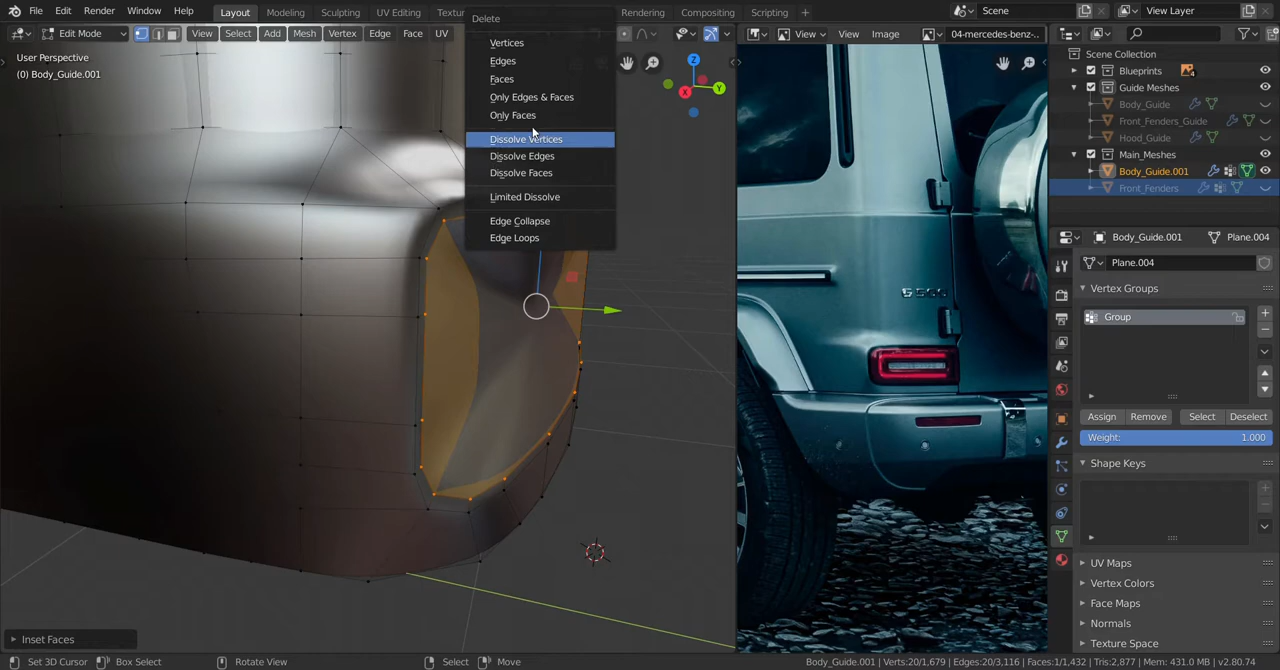 File Edit Render Window Help
Layout Modeling Sculpting UV Editing Textur Rendering Compositing Scripting +
Scene View Layer
Edit Mode View Select Add Mesh Vertex Edge Face UV
View View Image 04-mercedes-benz-..
User Perspective
(0) Body_Guide.001
Delete
Vertices
Edges
Faces
Only Edges & Faces
Only Faces
Dissolve Vertices
Dissolve Edges
Dissolve Faces
Limited Dissolve
Edge Collapse
Edge Loops
Z
Y
X
G 500
Scene Collection
Blueprints 4
Guide Meshes
Body_Guide
Front_Fenders_Guide
Hood_Guide
Main_Meshes
Body_Guide.001
Front_Fenders
Body_Guide.001 Plane.004
Plane.004
Vertex Groups
Group
Assign Remove Select Deselect
Weight: 1.000
Shape Keys
UV Maps
Vertex Colors
Face Maps
Normals
Texture Space
Inset Faces
Set 3D Cursor Box Select Rotate View Select Move
Body_Guide.001 | Verts:20/1,679 | Edges:20/3,116 | Faces:1/1,432 | Tris:2,877 | Mem: 431.0 MB | v2.80.74